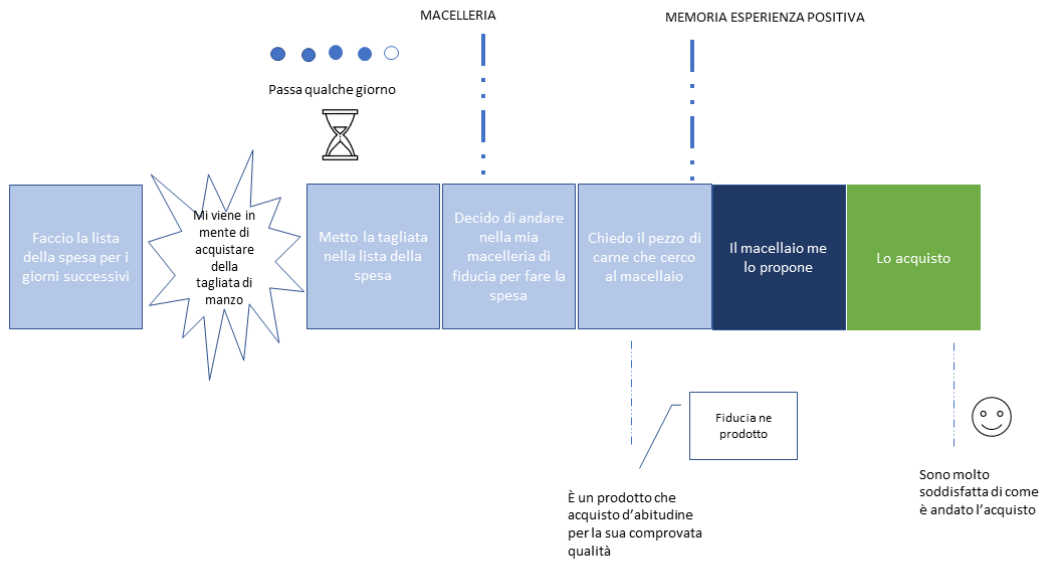 MACELLERIA
MEMORIA ESPERIENZA POSITIVA
Passa qualche giorno
Faccio la lista
della spesa per i
giorni successivi
Mi viene in
mente di
acquistare
della
tagliata di
manzo
Metto la tagliata
nella lista della
spesa
Decido di andare
nella mia
macelleria di
fiducia per fare la
spesa
Chiedo il pezzo di
carne che cerco
al macellaio
Il macellaio me
lo propone
Lo acquisto
Fiducia ne
prodotto
È un prodotto che
acquisto d'abitudine
per la sua comprovata
qualità
Sono molto
soddisfatta di come
è andato l'acquisto